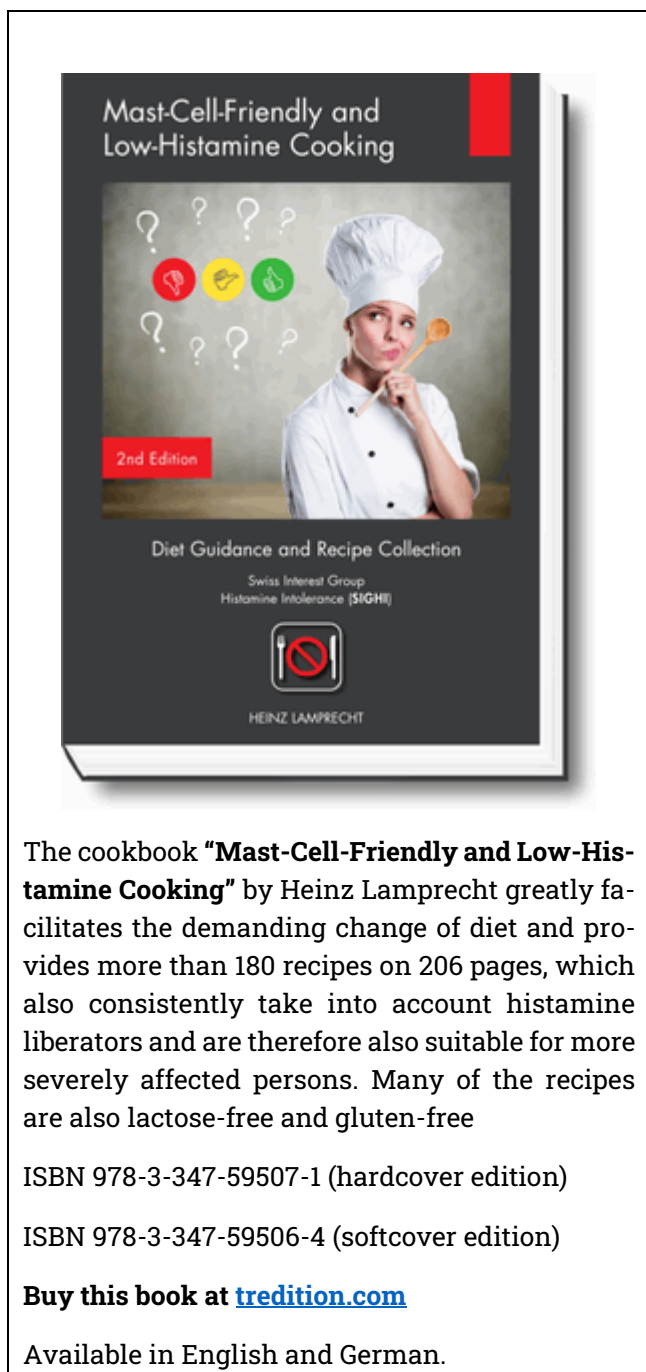 Mast-Cell-Friendly and
Low-Histamine Cooking
2nd Edition
Diet Guidance and Recipe Collection
Swiss Interest Group
Histamine Intolerance (SIGHI)
HEINZ LAMPRECHT
The cookbook “Mast-Cell-Friendly and Low-His-
tamine Cooking” by Heinz Lamprecht greatly fa-
cilitates the demanding change of diet and pro-
vides more than 180 recipes on 206 pages, which
also consistently take into account histamine
liberators and are therefore also suitable for more
severely affected persons. Many of the recipes
are also lactose-free and gluten-free
ISBN 978-3-347-59507-1 (hardcover edition)
ISBN 978-3-347-59506-4 (softcover edition)
Buy this book at tredition.com
Available in English and German.